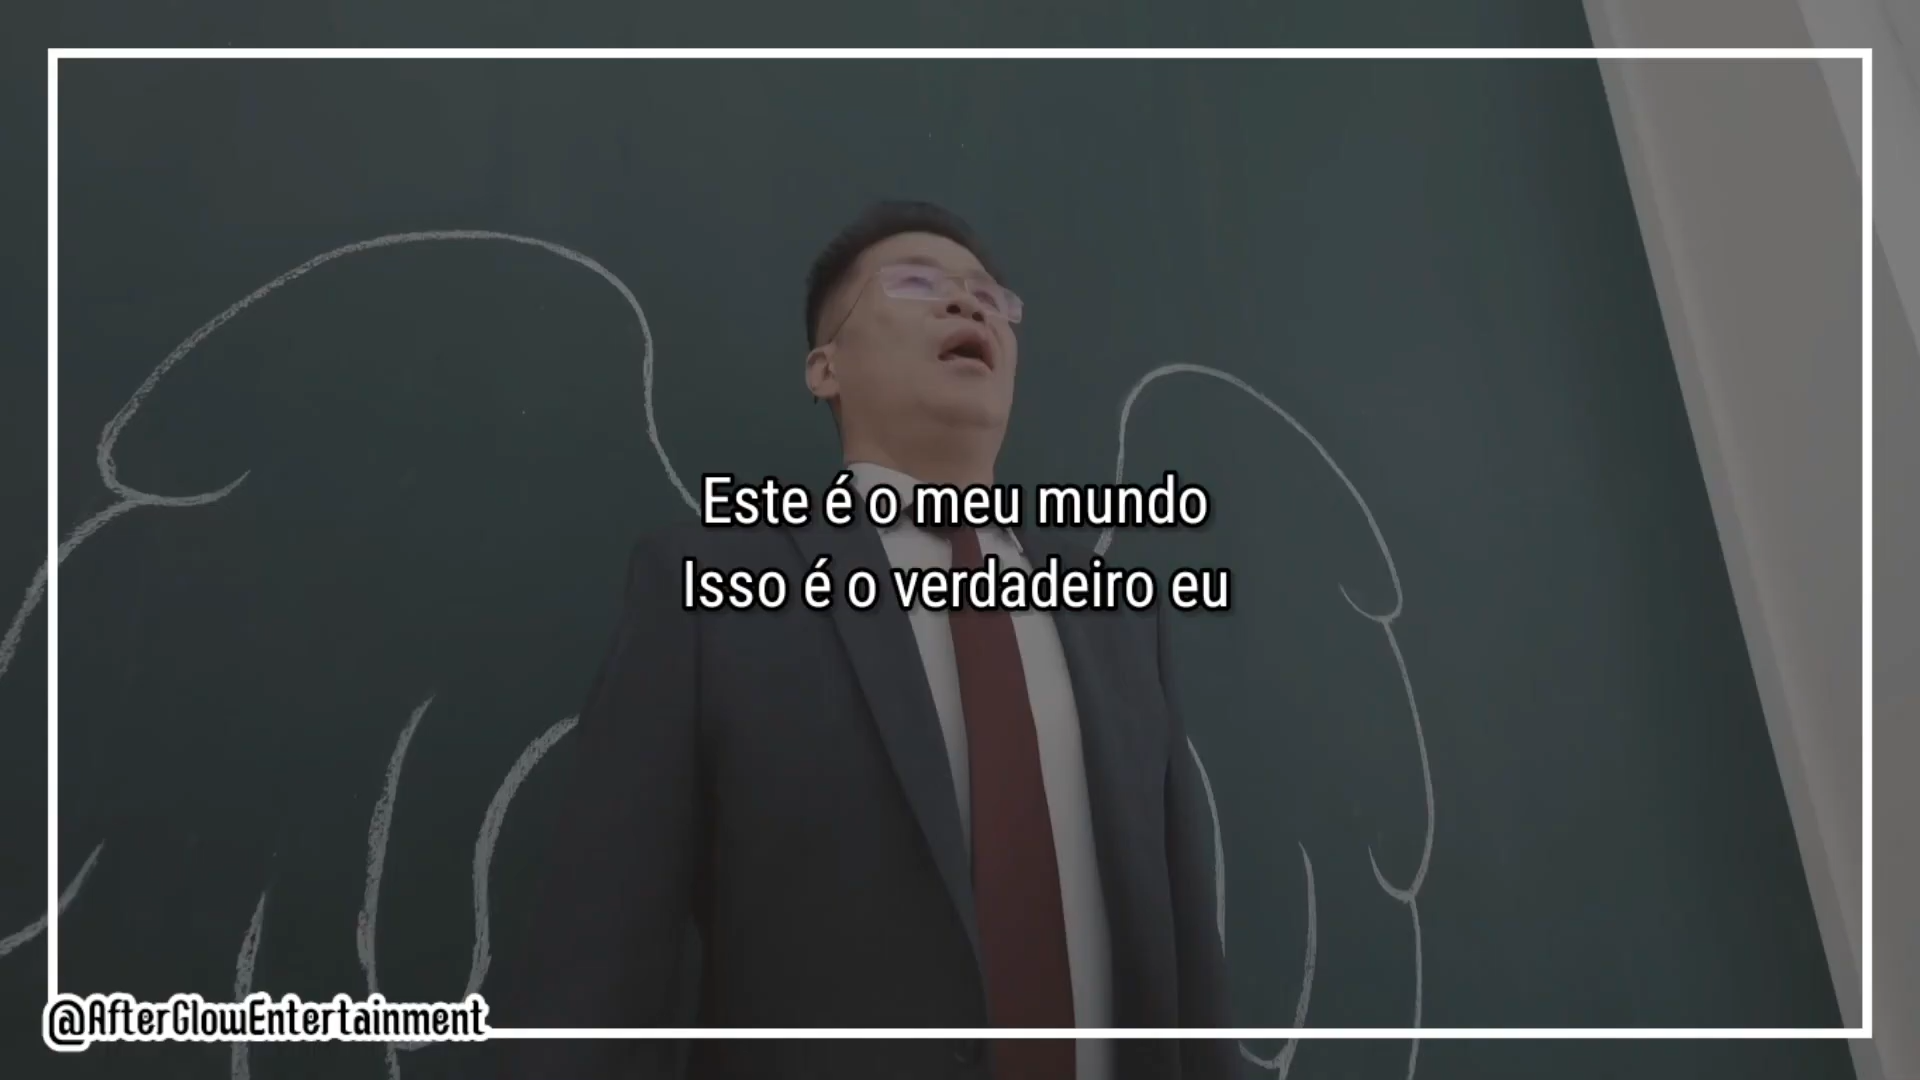 Este é o meu mundo
Isso é o verdadeiro eu
@AfterGlowEntertainment